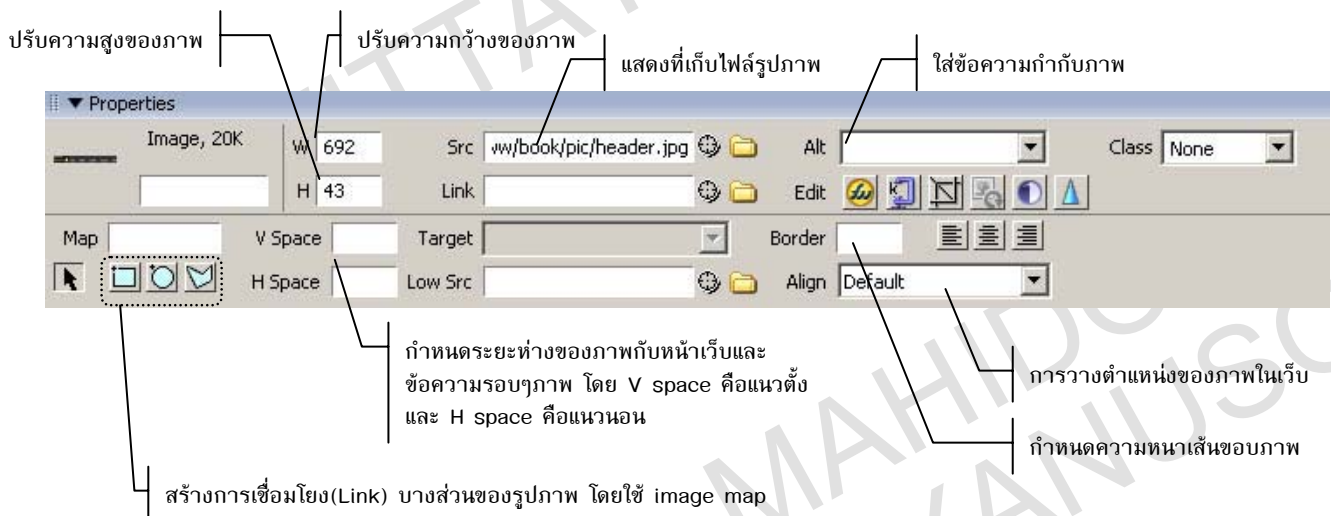 ปรับความสูงของภาพ
ปรับความกว้างของภาพ
แสดงที่เก็บไฟล์รูปภาพ
ใส่ข้อความกำกับภาพ
Properties
Image, 20K
W 692
Src vw/book/pic/header.jpg
Alt
Class None
H 43
Link
Edit
Map
V Space
Target
Border
H Space
Low Src
Align Default
กำหนดระยะห่างของภาพกับหน้าเว็บและ
ข้อความรอบๆภาพ โดย V space คือแนวตั้ง
และ H space คือแนวนอน
การวางตำแหน่งของภาพในเว็บ
กำหนดความหนาเส้นขอบภาพ
สร้างการเชื่อมโยง(Link) บางส่วนของรูปภาพ โดยใช้ image map